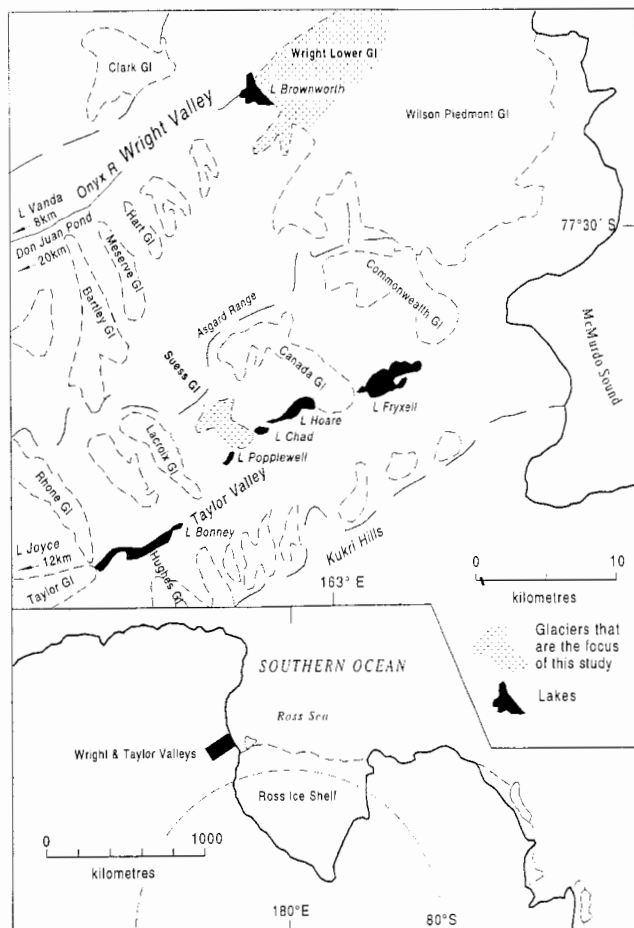 Clark Gl
Wright Lower Gl
L Brownworth
Wilson Piedmont Gl
Wright Valley
Onyx R
L Vanda
8km
Don Juan Pond
20km
Hart Gl
Meserve Gl
Bartley Gl
77°30´ S
Commonwealth Gl
McMurdo Sound
Asgard Range
Canada Gl
Suess Gl
L Fryxell
L Hoare
L Chad
Lacroix Gl
L Popplewell
Rhone Gl
Taylor Valley
L Bonney
L Joyce
12km
Taylor Gl
Hughes Gl
Kukri Hills
163° E
0 10
kilometres
Glaciers that
are the focus
of this study
Lakes
SOUTHERN OCEAN
Ross Sea
Wright & Taylor Valleys
Ross Ice Shelf
0 1000
kilometres
180°E
80°S